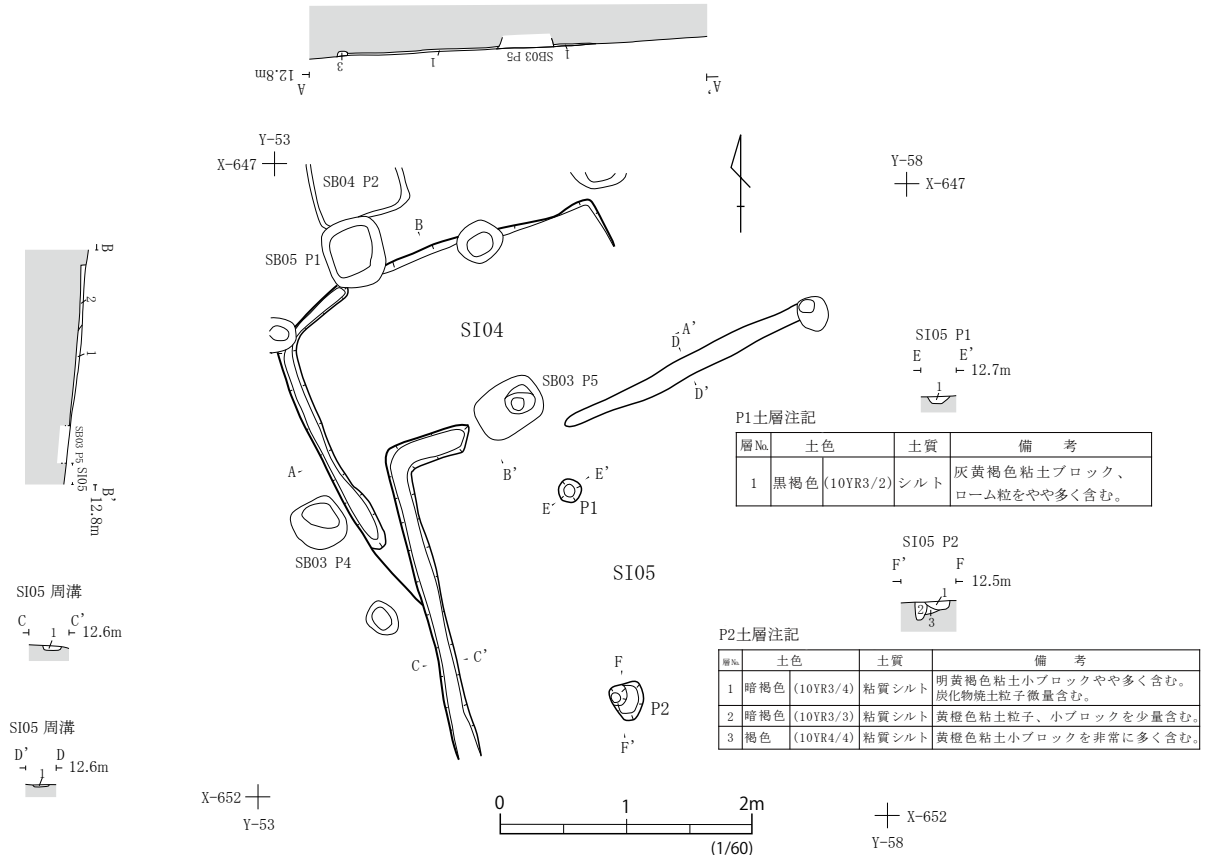 3
1
SB03 P5
1
12.8m
A
A'
Y-53
X-647
Y-58
X-647
SB04 P2
B
SB05 P1
SI04
A'
D
D'
SB03 P5
B
2
1
SB03 P5
SI05
B'
12.8m
A
B'
E'
E
P1
SB03 P4
SI05
C
C'
F
P2
F'
SI05 P1
E E'
12.7m
1
P1土層注記
層№ 土色 土質 備 考
1 黒褐色 (10YR3/2) シルト 灰黄褐色粘土ブロック、
ローム粒をやや多く含む。
SI05 P2
F' F
12.5m
1
2
3
P2土層注記
層№ 土色 土質 備 考
1 暗褐色 (10YR3/4) 粘質シルト 明黄褐色粘土小ブロックやや多く含む。
炭化物焼土粒子微量含む。
2 暗褐色 (10YR3/3) 粘質シルト 黄橙色粘土粒子、小ブロックを少量含む。
3 褐色 (10YR4/4) 粘質シルト 黄橙色粘土小ブロックを非常に多く含む。
SI05 周溝
C C'
12.6m
1
SI05 周溝
D' D
12.6m
1
X-652
Y-53
0 1 2m
(1/60)
X-652
Y-58